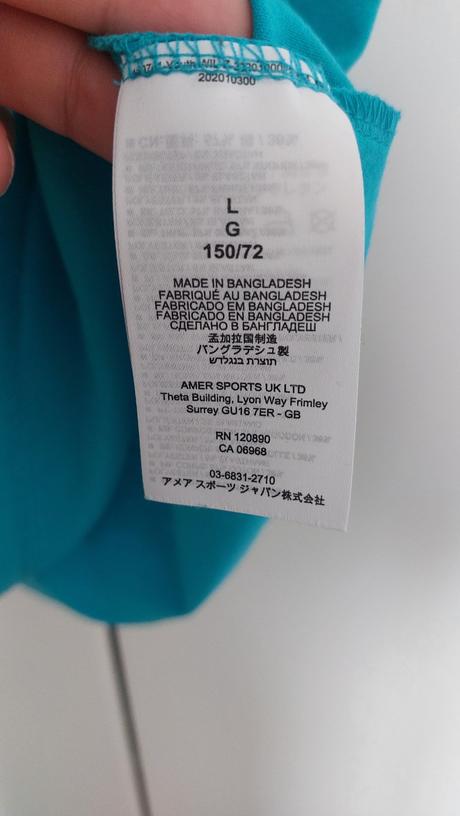 202010300
L
G
150/72
MADE IN BANGLADESH
FABRIQUÉ AU BANGLADESH
FABRICADO EM BANGLADESH
FABRICADO EN BANGLADESH
СДЕЛАНО В БАНГЛАДЕШ
孟加拉国制造
バングラデシュ製
תוצרת בנגלדש
AMER SPORTS UK LTD
Theta Building, Lyon Way Frimley
Surrey GU16 7ER - GB
RN 120890
CA 06968
03-6831-2710
アメア スポーツ ジャパン株式会社